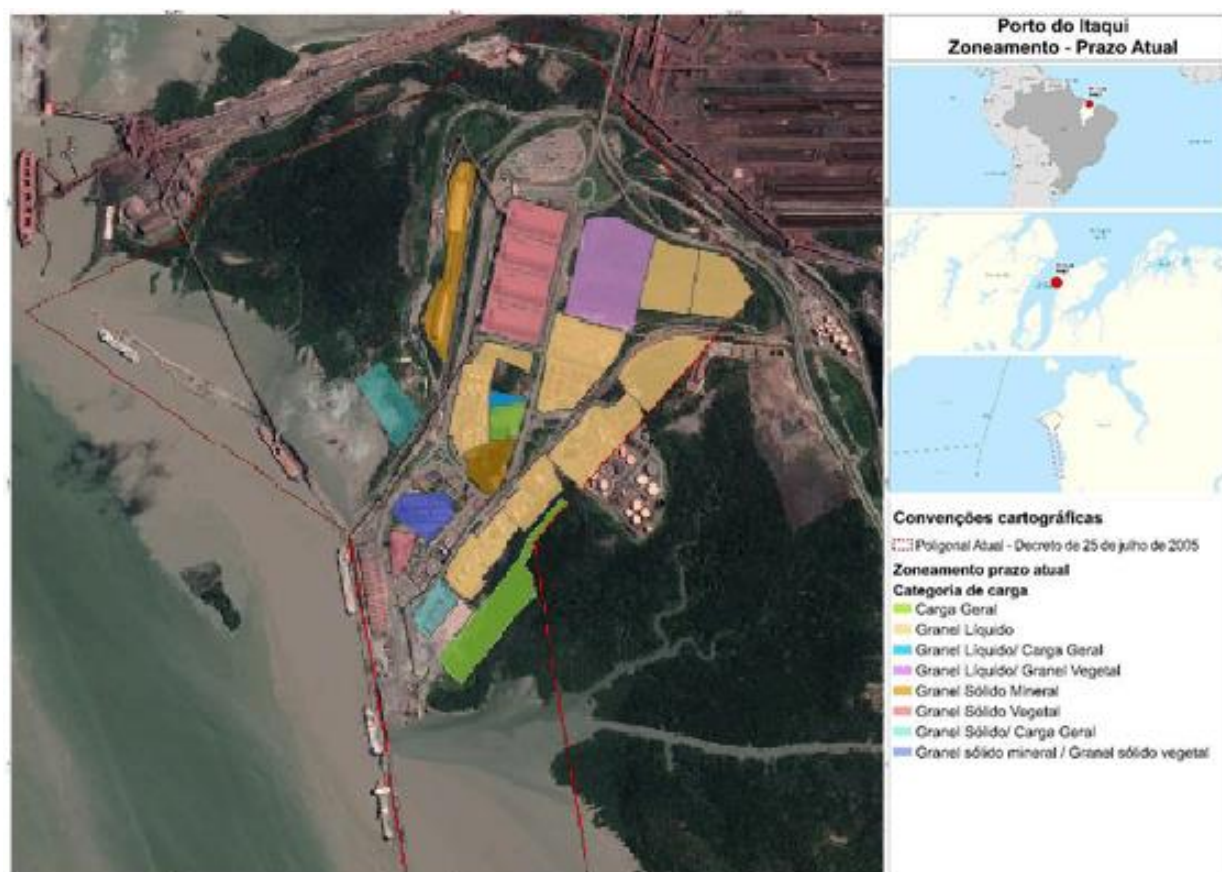 Porto do Itaqui
Zoneamento - Prazo Atual
Convenções cartográficas
Poligonal Atual - Decreto de 25 de julho de 2005
Zoneamento prazo atual
Categoria de carga
Carga Geral
Granel Líquido
Granel Líquido/ Carga Geral
Granel Líquido/ Granel Vegetal
Granel Sólido Mineral
Granel Sólido Vegetal
Granel Sólido/ Carga Geral
Granel sólido mineral / Granel sólido vegetal